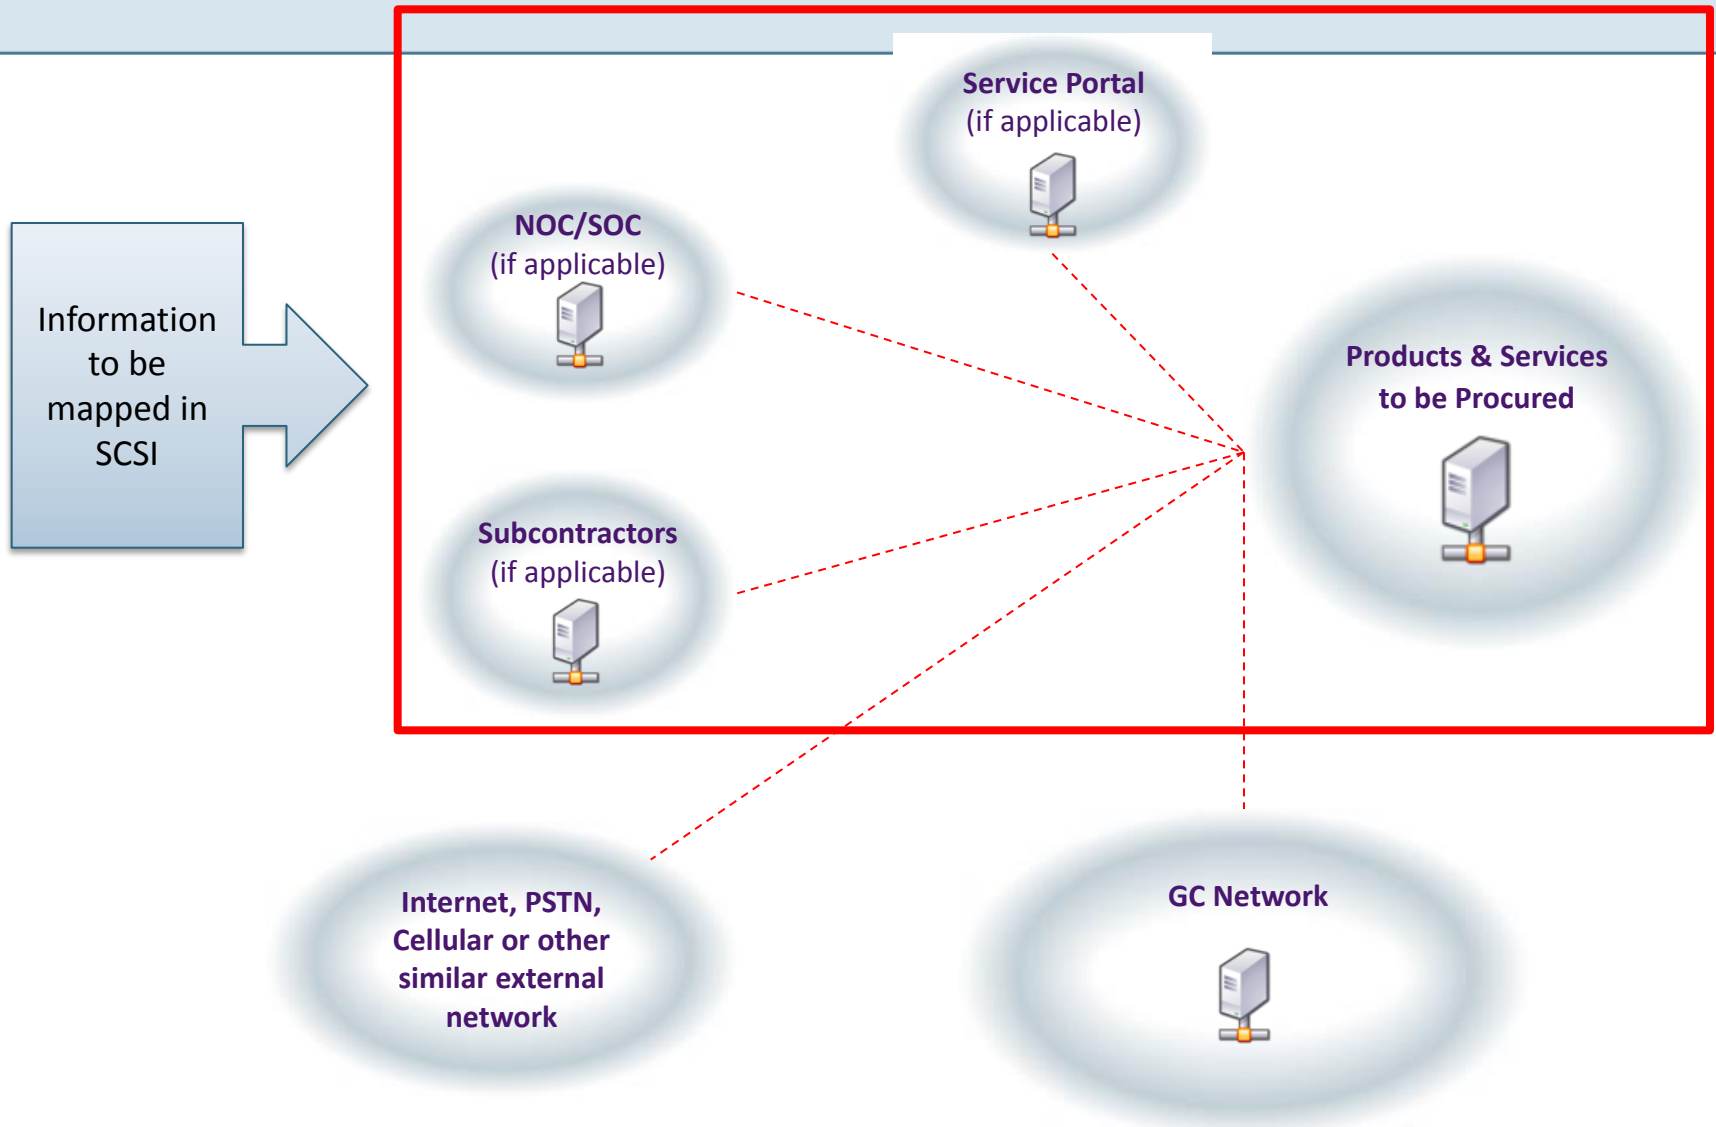 Service Portal
(if applicable)
NOC/SOC
(if applicable)
Information
to be
mapped in
SCSI
Products & Services
to be Procured
Subcontractors
(if applicable)
Internet, PSTN,
Cellular or other
similar external
network
GC Network